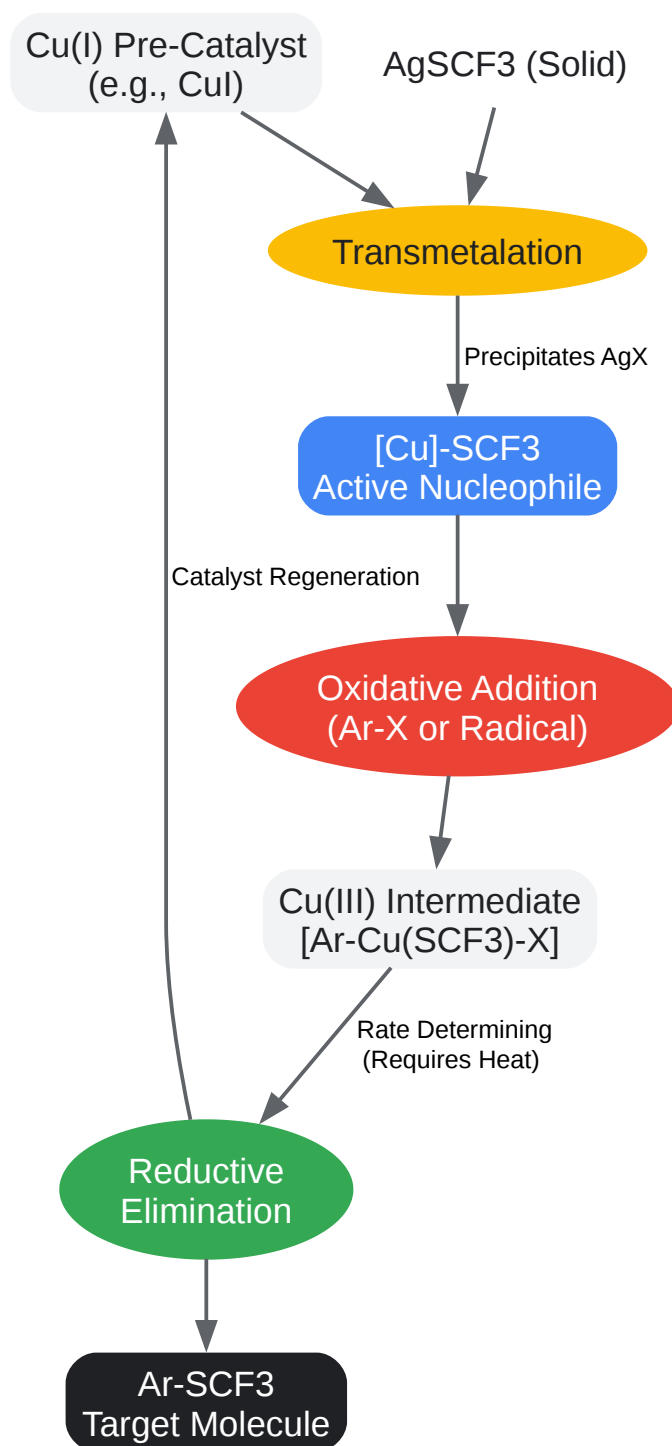 Cu(I) Pre-Catalyst
(e.g., CuI)
AgSCF3 (Solid)
Transmetalation
Precipitates AgX
[Cu]-SCF3
Active Nucleophile
Catalyst Regeneration
Oxidative Addition
(Ar-X or Radical)
Cu(III) Intermediate
[Ar-Cu(SCF3)-X]
Rate Determining
(Requires Heat)
Reductive
Elimination
Ar-SCF3
Target Molecule